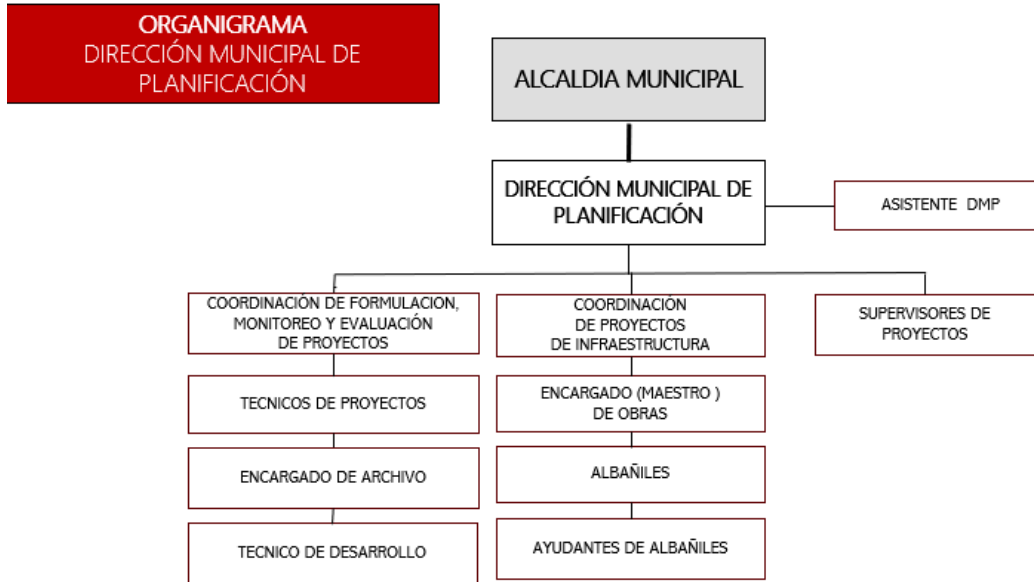 ORGANIGRAMA
DIRECCIÓN MUNICIPAL DE
PLANIFICACIÓN
ALCALDIA MUNICIPAL
DIRECCIÓN MUNICIPAL DE
PLANIFICACIÓN
ASISTENTE DMP
COORDINACIÓN DE FORMULACION,
MONITOREO Y EVALUACIÓN
DE PROYECTOS
COORDINACIÓN
DE PROYECTOS
DE INFRAESTRUCTURA
SUPERVISORES DE
PROYECTOS
TECNICOS DE PROYECTOS
ENCARGADO (MAESTRO )
DE OBRAS
ENCARGADO DE ARCHIVO
ALBAÑILES
TECNICO DE DESARROLLO
AYUDANTES DE ALBAÑILES